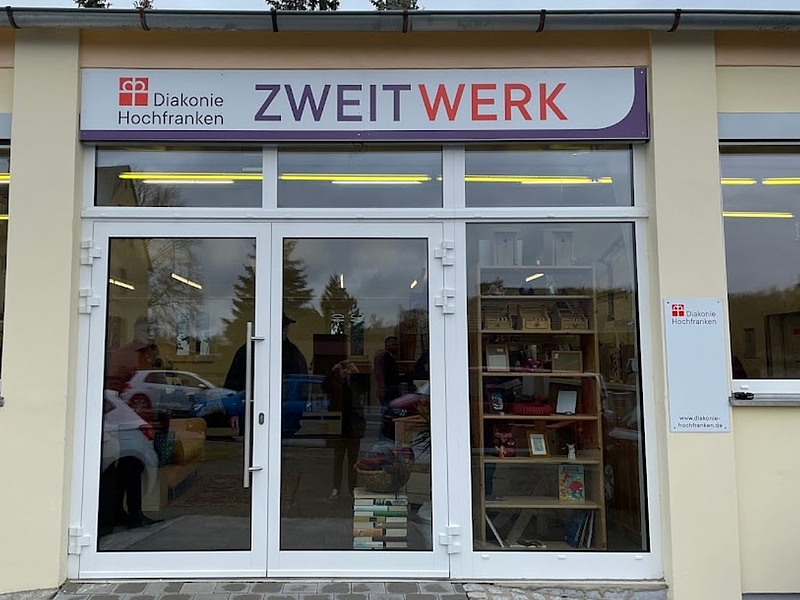 Diakonie
Hochfranken
ZWEITWERK
Diakonie
Hochfranken
www.diakonie-
hochfranken.de